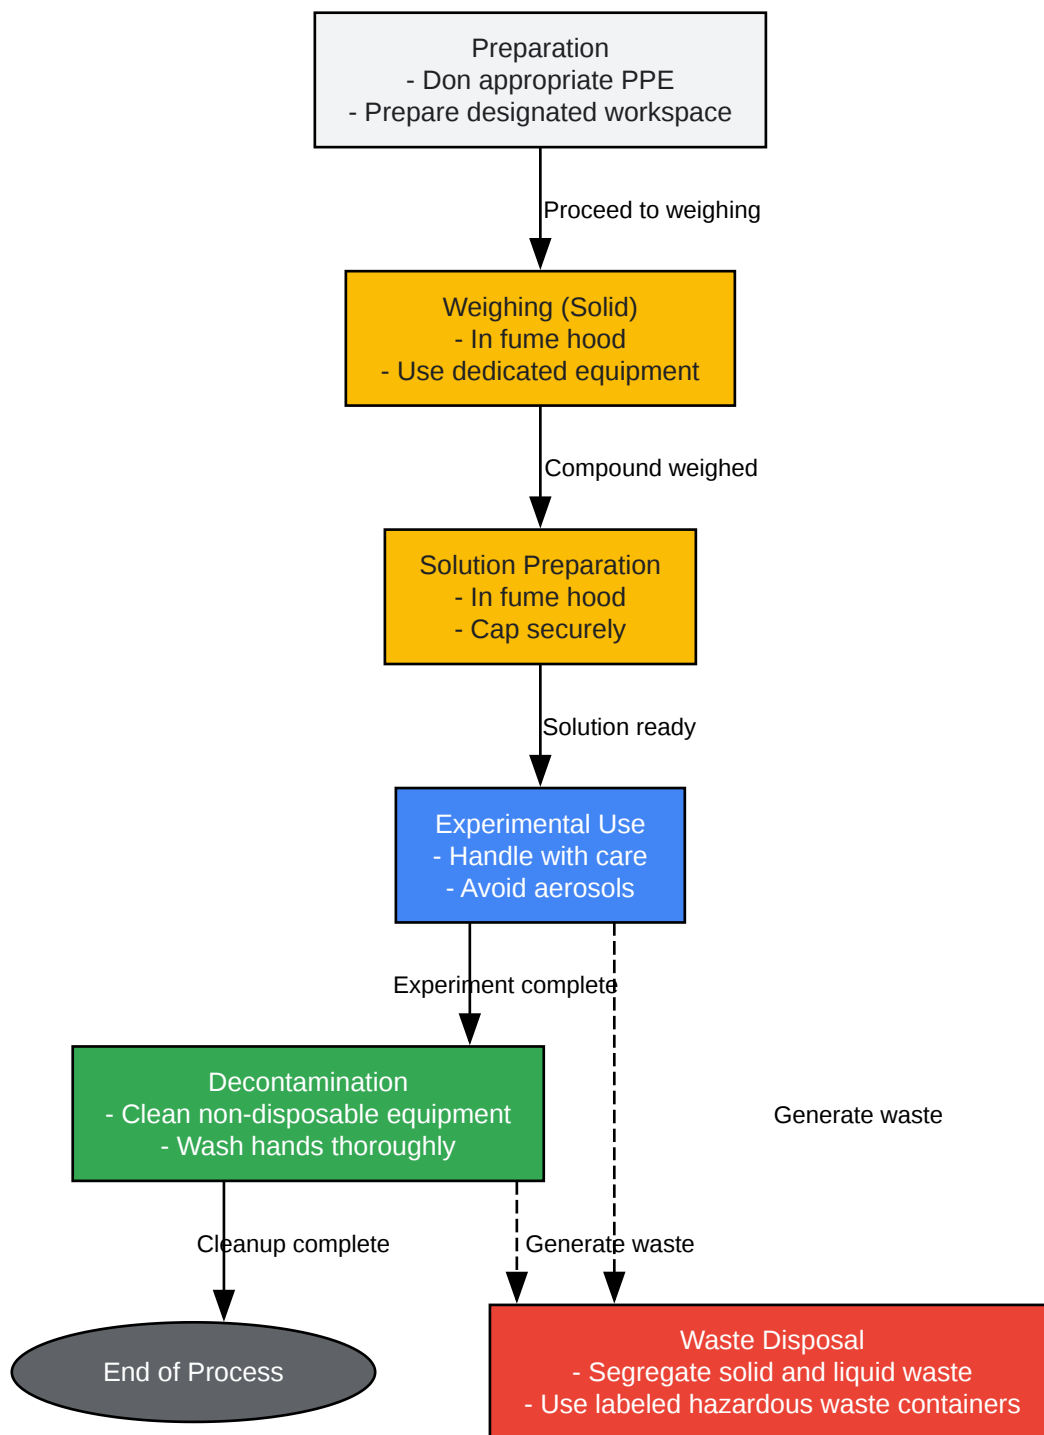 Preparation
- Don appropriate PPE
- Prepare designated workspace
Proceed to weighing
Weighing (Solid)
- In fume hood
- Use dedicated equipment
Compound weighed
Solution Preparation
- In fume hood
- Cap securely
Solution ready
Experimental Use
- Handle with care
- Avoid aerosols
Experiment complete
Decontamination
- Clean non-disposable equipment
- Wash hands thoroughly
Generate waste
Cleanup complete
Generate waste
End of Process
Waste Disposal
- Segregate solid and liquid waste
- Use labeled hazardous waste containers